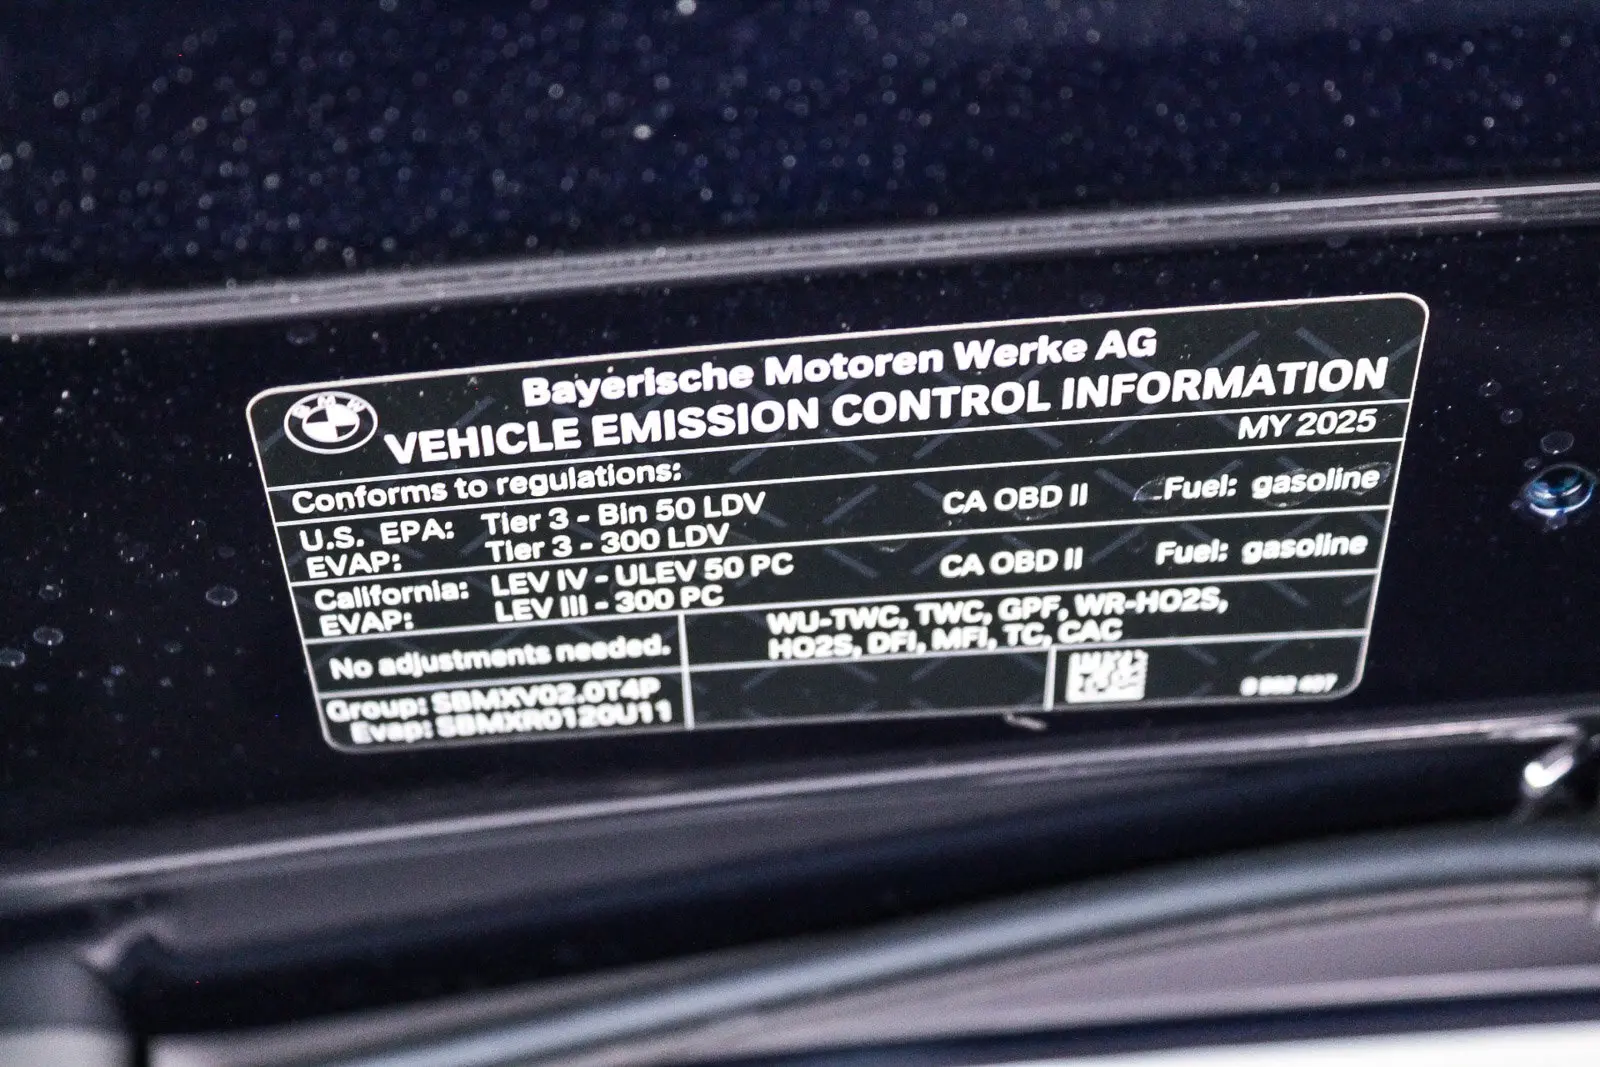 BMW
Bayerische Motoren Werke AG
VEHICLE EMISSION CONTROL INFORMATION
MY 2025
Conforms to regulations:
U.S. EPA: Tier 3 - Bin 50 LDV CA OBD II Fuel: gasoline
EVAP: Tier 3 - 300 LDV
California: LEV IV - ULEV 50 PC CA OBD II Fuel: gasoline
EVAP: LEV III - 300 PC
No adjustments needed.
WU-TWC, TWC, GPF, WR-HO2S,
HO2S, DFI, MFI, TC, CAC
Group: SBMXV02.0T4P
Evap: SBMXR0120U11